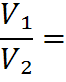 V₁/V₂ =